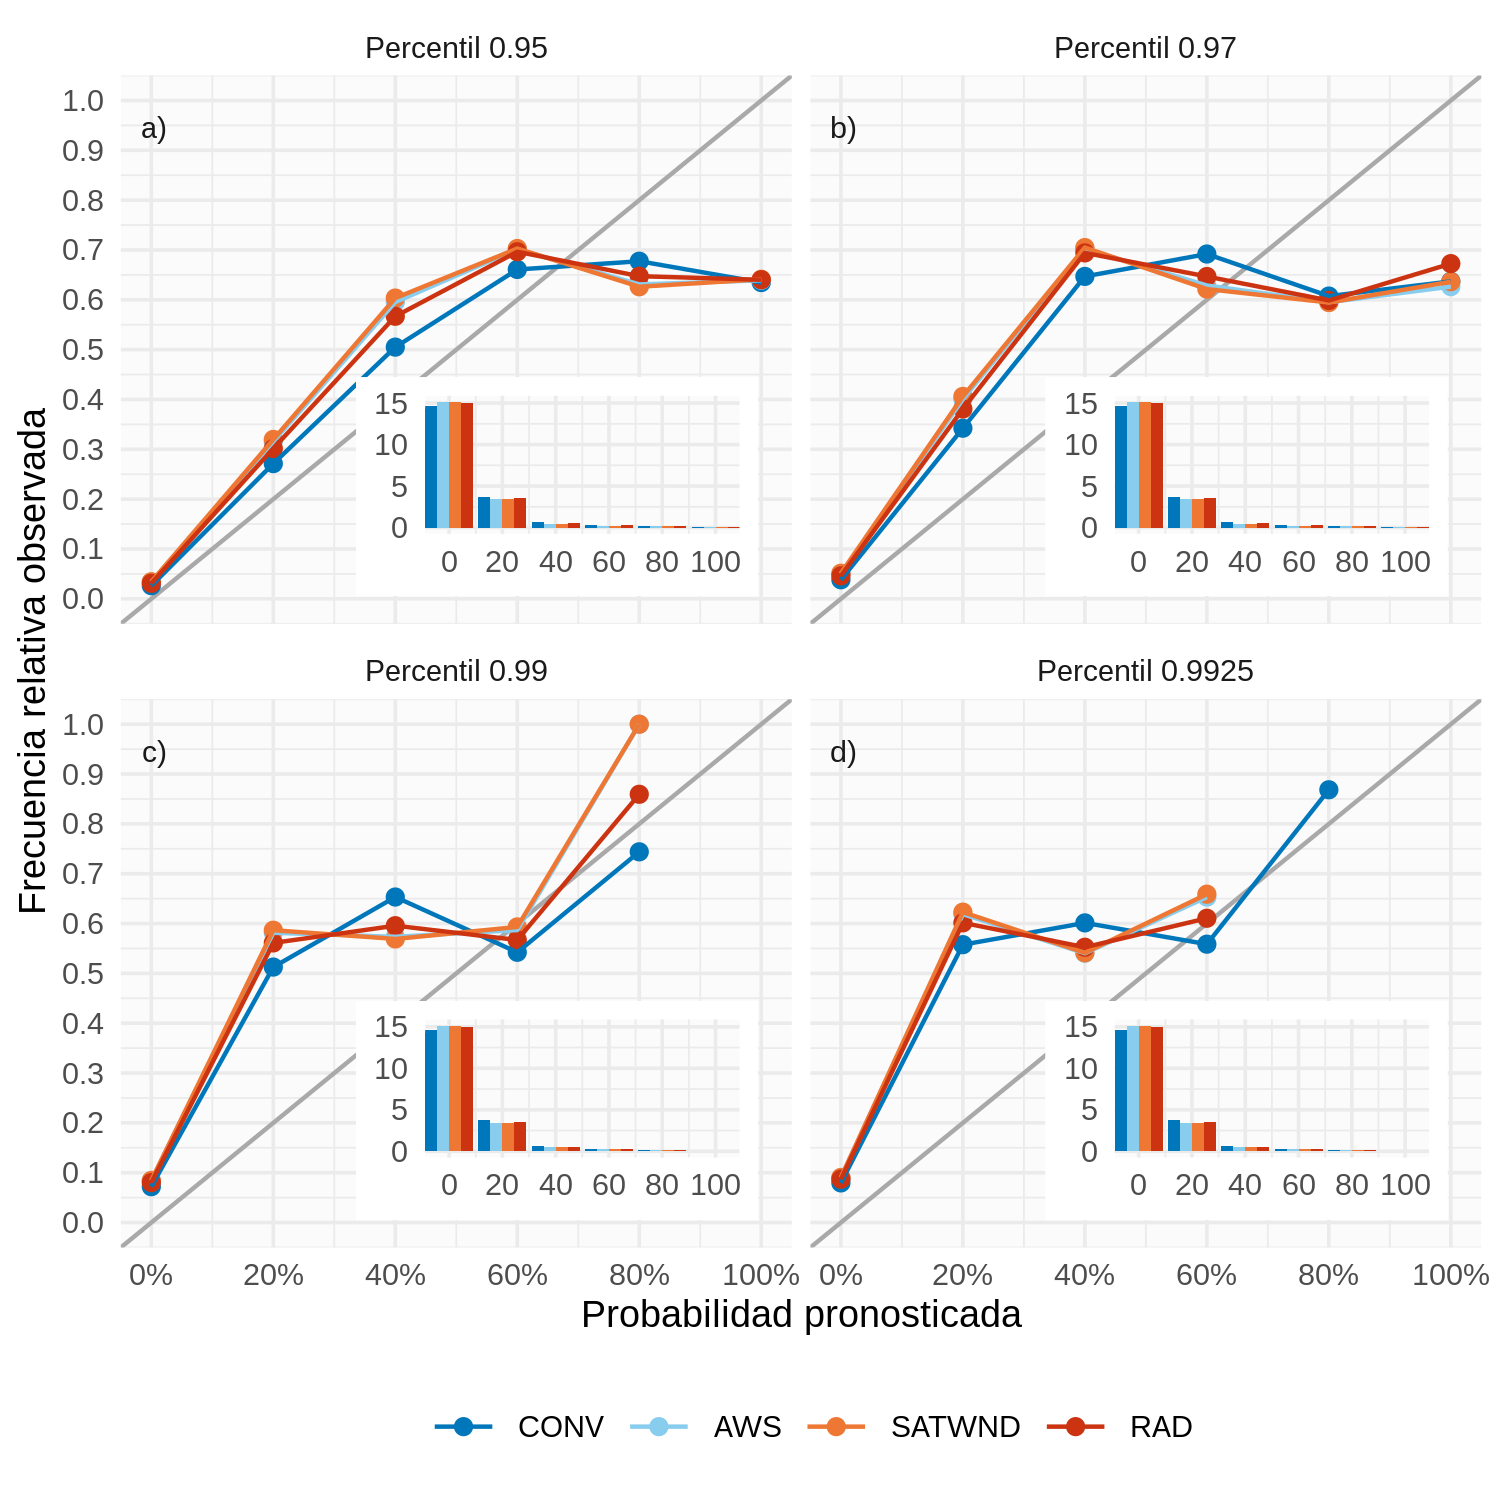 Percentil 0.95
Percentil 0.97
a)
b)
1.0
0.9
0.8
0.7
0.6
0.5
0.4
0.3
0.2
0.1
0.0
15
10
5
0
0 20 40 60 80 100
15
10
5
0
0 20 40 60 80 100
Frecuencia relativa observada
Percentil 0.99
Percentil 0.9925
c)
d)
1.0
0.9
0.8
0.7
0.6
0.5
0.4
0.3
0.2
0.1
0.0
15
10
5
0
0 20 40 60 80 100
15
10
5
0
0 20 40 60 80 100
0% 20% 40% 60% 80% 100%
0% 20% 40% 60% 80% 100%
Probabilidad pronosticada
CONV AWS SATWND RAD